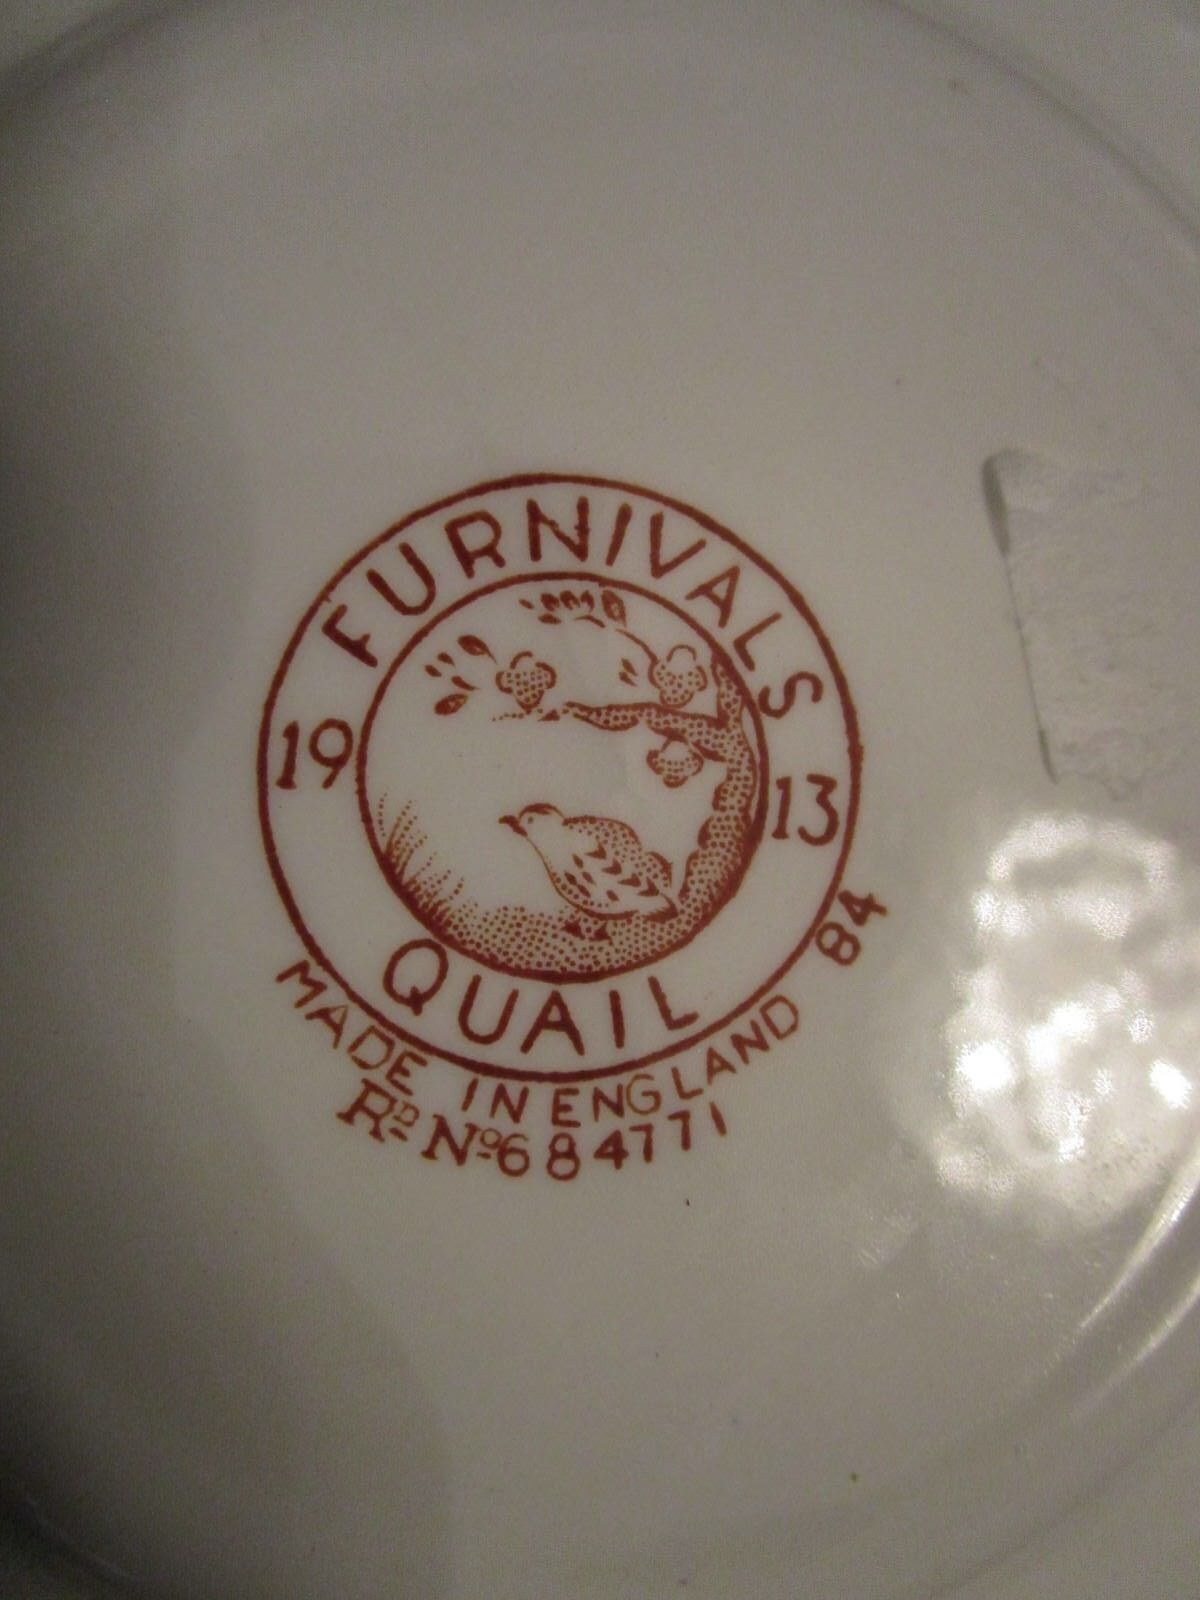 FURNIVALS
19 13
QUAIL
MADE IN ENGLAND 84
RD No 684771